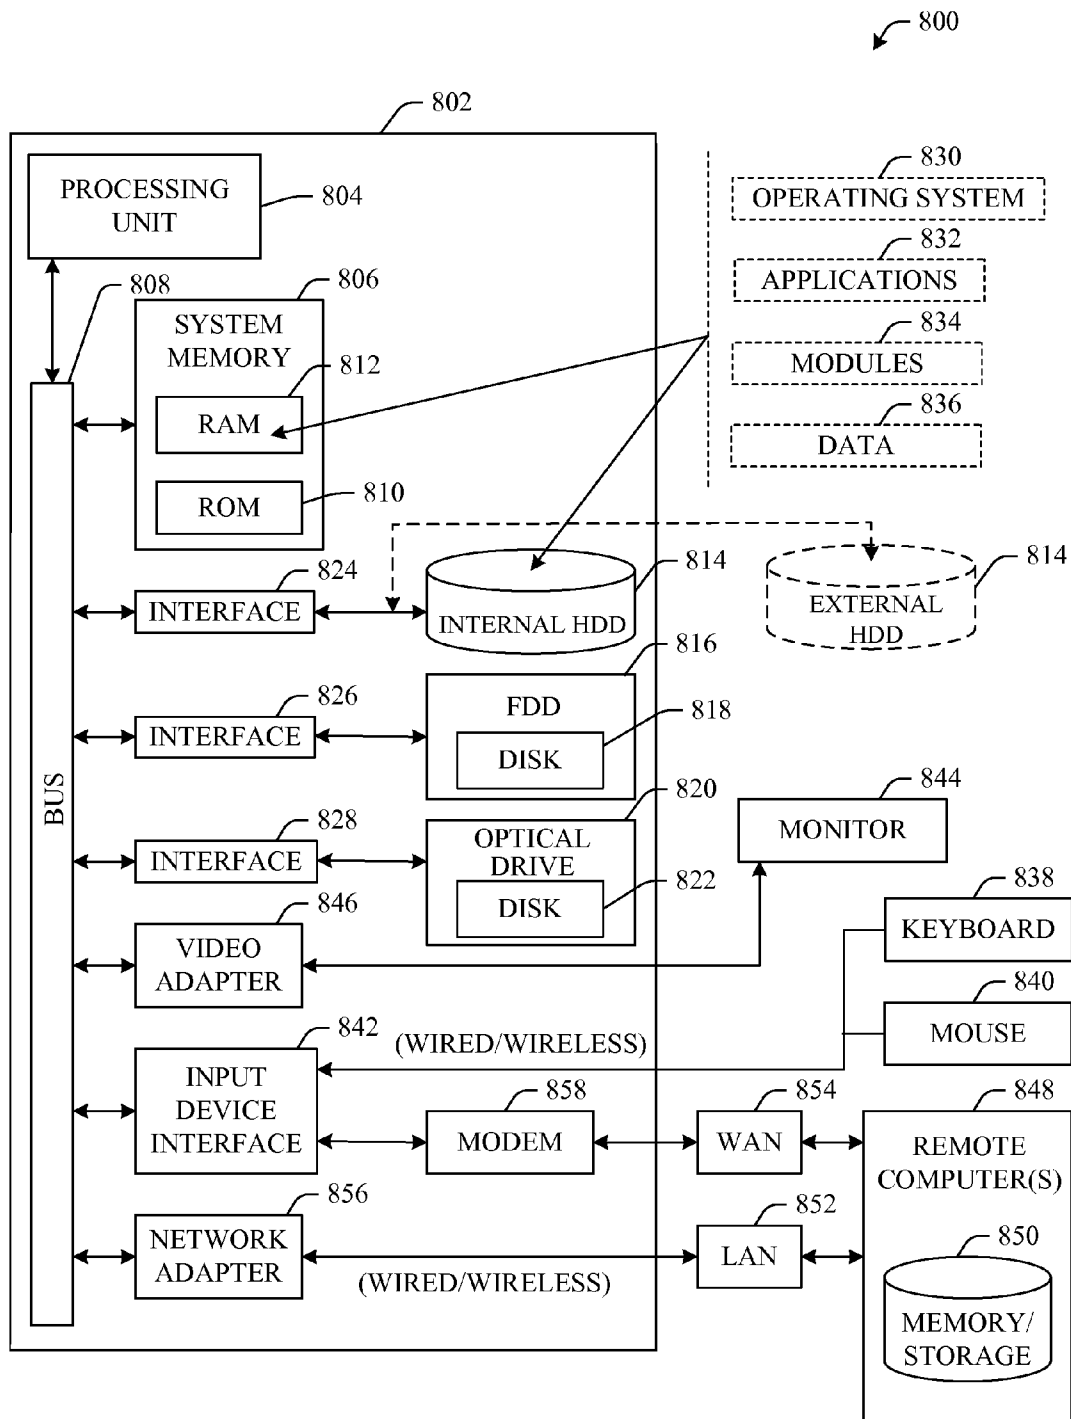 800
802
PROCESSING
UNIT
804
830
OPERATING SYSTEM
832
APPLICATIONS
834
MODULES
836
DATA
808
806
SYSTEM
MEMORY
812
RAM
810
ROM
BUS
824
INTERFACE
814
INTERNAL HDD
814
EXTERNAL
HDD
826
INTERFACE
816
FDD
818
DISK
828
INTERFACE
820
OPTICAL
DRIVE
822
DISK
844
MONITOR
846
VIDEO
ADAPTER
838
KEYBOARD
840
MOUSE
842
INPUT
DEVICE
INTERFACE
(WIRED/WIRELESS)
858
MODEM
854
WAN
848
REMOTE
COMPUTER(S)
856
NETWORK
ADAPTER
(WIRED/WIRELESS)
852
LAN
850
MEMORY/
STORAGE